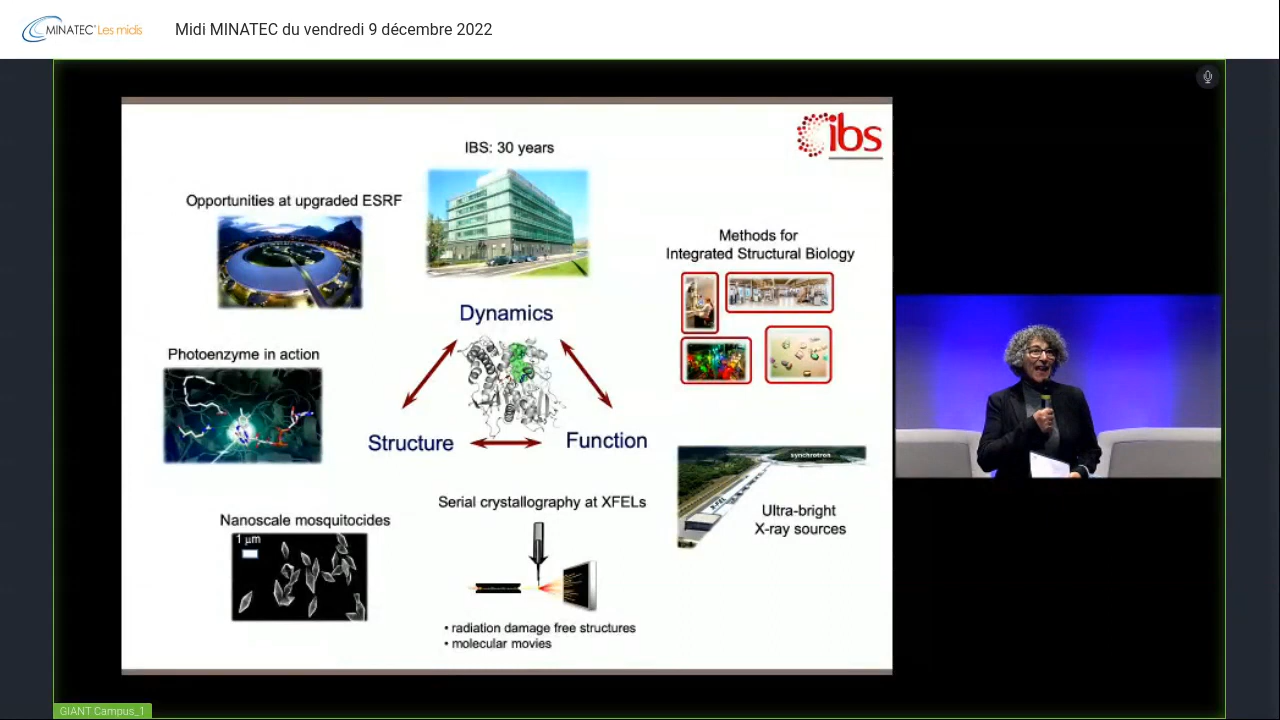 MINATEC® Les midis
Midi MINATEC du vendredi 9 décembre 2022
ibs
IBS: 30 years
Opportunities at upgraded ESRF
Methods for
Integrated Structural Biology
Dynamics
Photoenzyme in action
Structure
Function
synchrotron
XFEL
Serial crystallography at XFELs
Ultra-bright
X-ray sources
Nanoscale mosquitocides
1 µm
• radiation damage free structures
• molecular movies
GIANT Campus_1